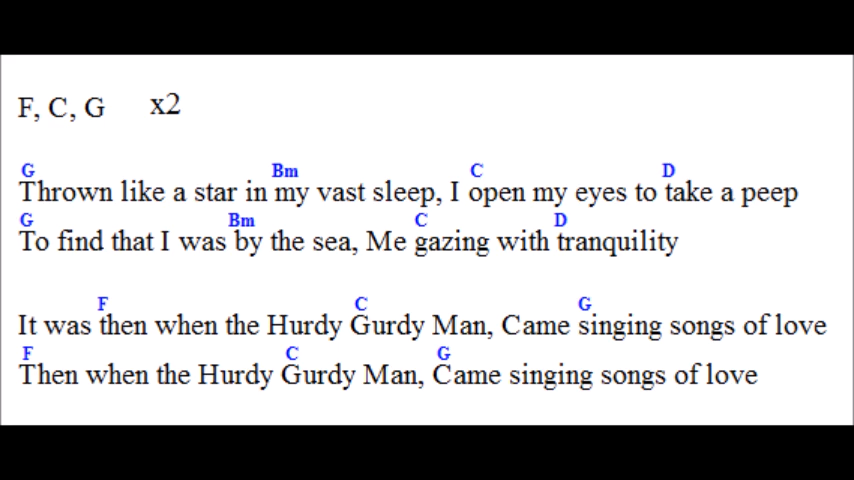 F, C, G x2
G Bm C D
Thrown like a star in my vast sleep, I open my eyes to take a peep
G Bm C D
To find that I was by the sea, Me gazing with tranquility
F C G
It was then when the Hurdy Gurdy Man, Came singing songs of love
F C G
Then when the Hurdy Gurdy Man, Came singing songs of love